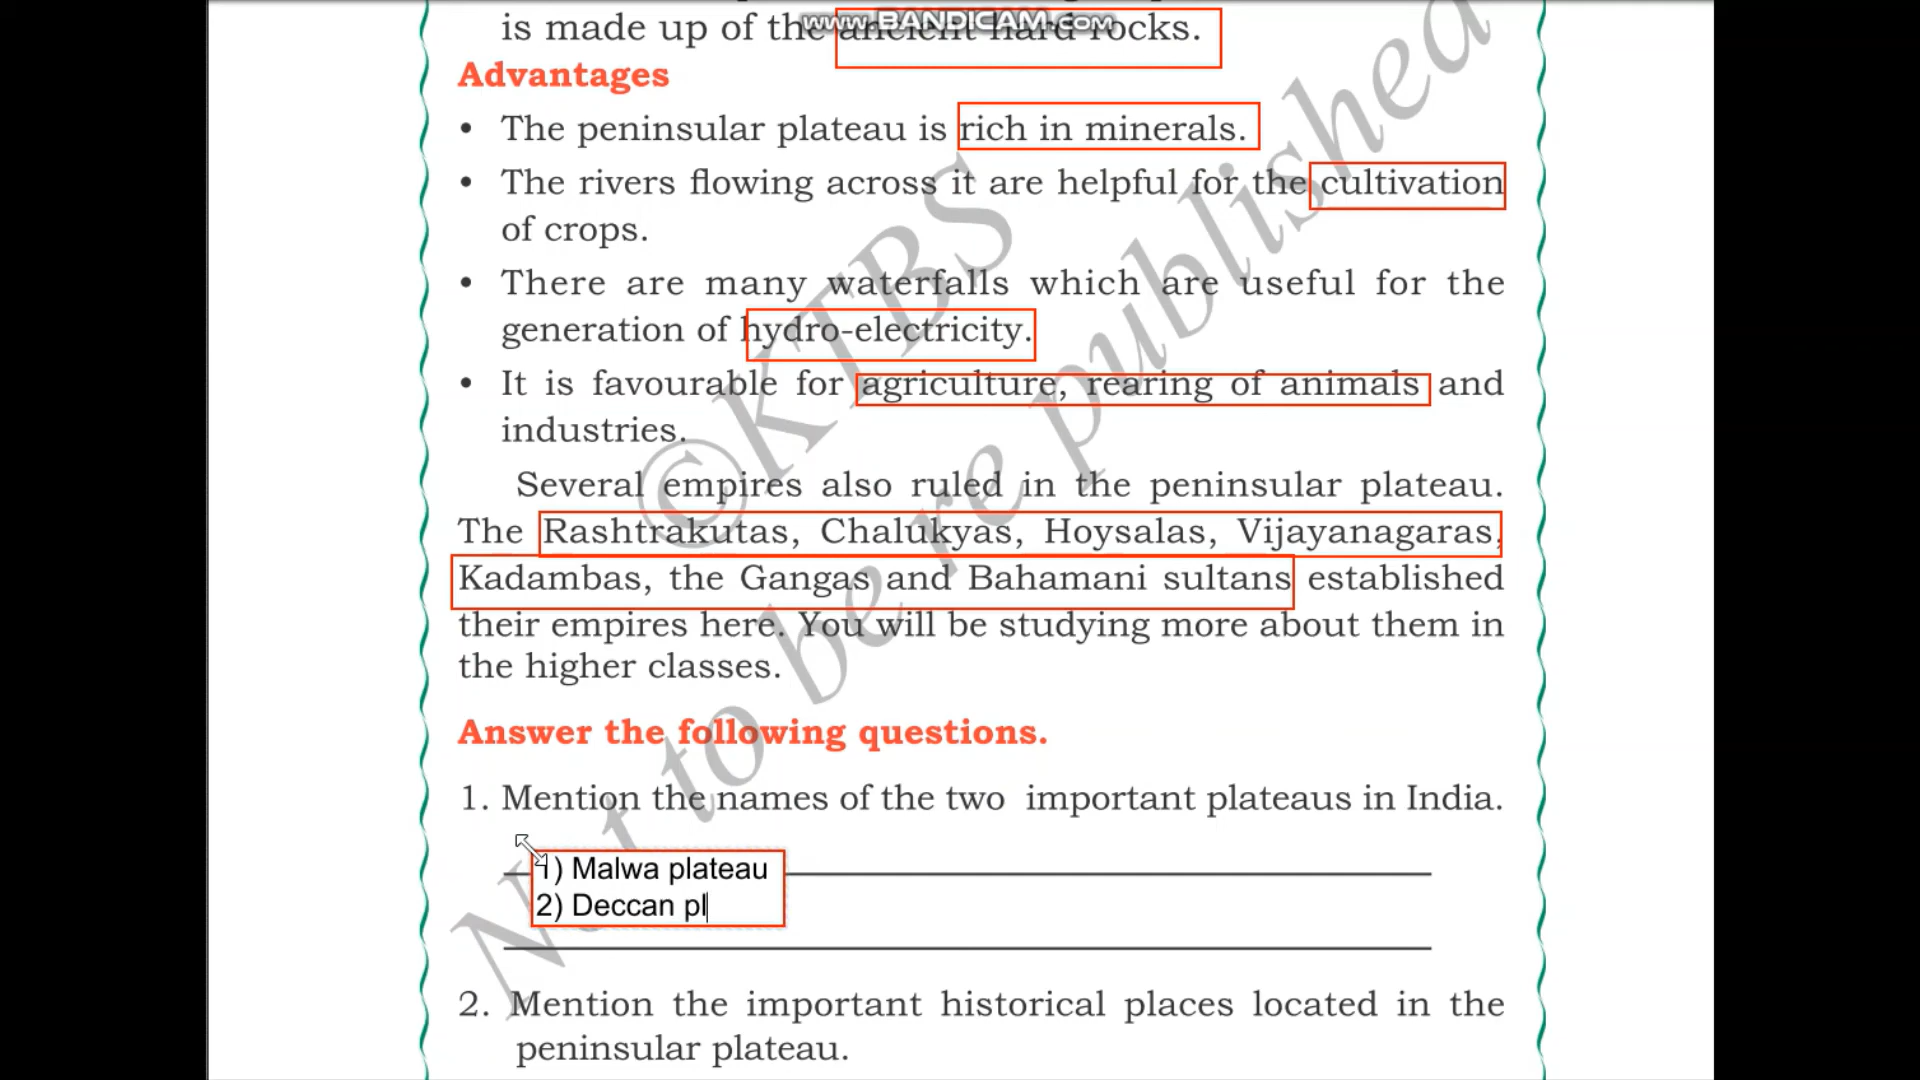 www.BANDICAM.com
is made up of the ancient hard rocks.
Advantages
• The peninsular plateau is rich in minerals.
• The rivers flowing across it are helpful for the cultivation
of crops.
• There are many waterfalls which are useful for the
generation of hydro-electricity.
• It is favourable for agriculture, rearing of animals and
industries.
Several empires also ruled in the peninsular plateau.
The Rashtrakutas, Chalukyas, Hoysalas, Vijayanagaras,
Kadambas, the Gangas and Bahamani sultans established
their empires here. You will be studying more about them in
the higher classes.
Answer the following questions.
1. Mention the names of the two important plateaus in India.
1) Malwa plateau
2) Deccan pl
2. Mention the important historical places located in the
peninsular plateau.
©KTBS
Not to be republished